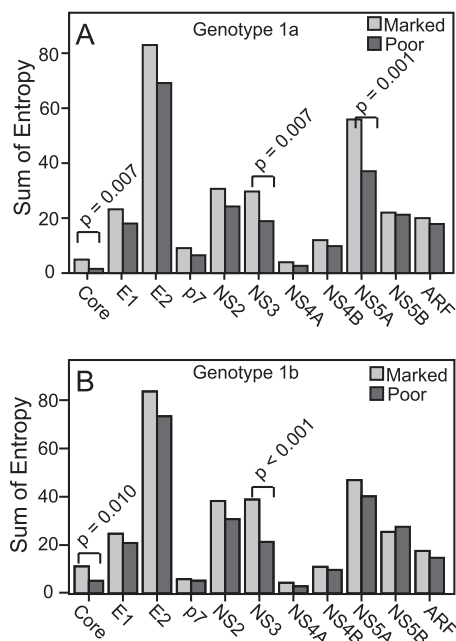 A
Genotype 1a
Marked
Poor
Sum of Entropy
80
60
40
20
0
p = 0.007
p = 0.007
p = 0.001
Core
E1
E2
p7
NS2
NS3
NS4A
NS4B
NS5A
NS5B
ARF
B
Genotype 1b
Marked
Poor
Sum of Entropy
80
60
40
20
0
p = 0.010
p < 0.001
Core
E1
E2
p7
NS2
NS3
NS4A
NS4B
NS5A
NS5B
ARF